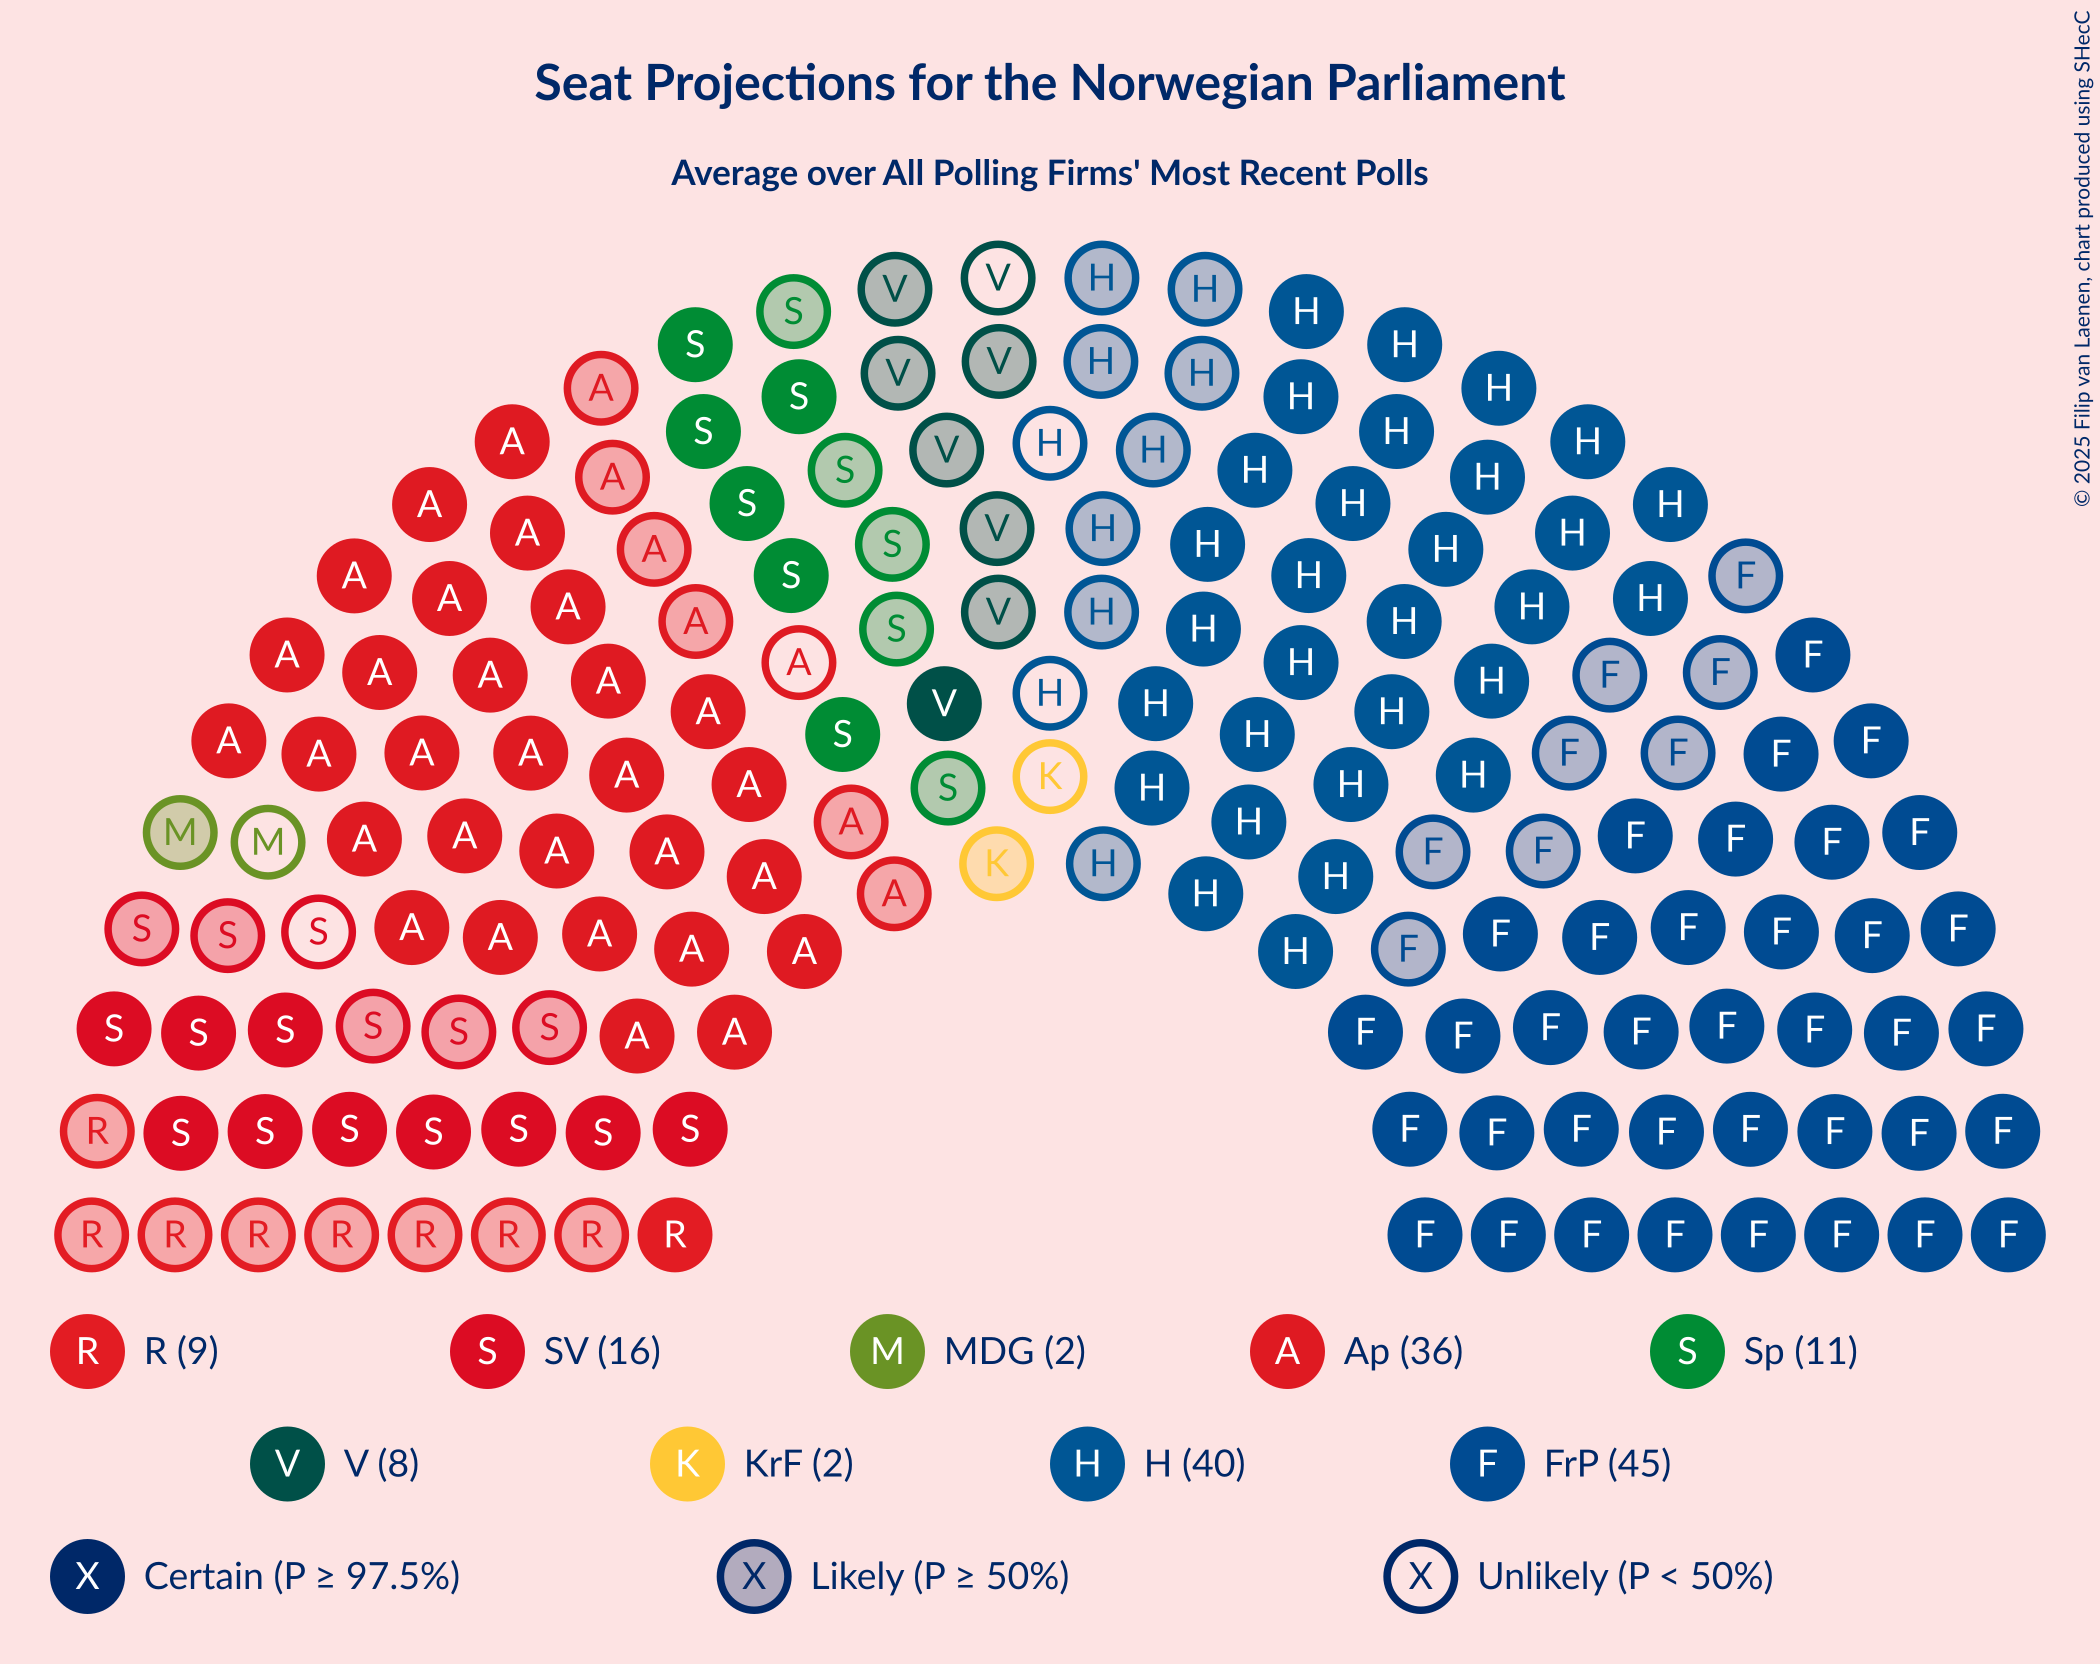 Seat Projections for the Norwegian Parliament
Average over All Polling Firms' Most Recent Polls
© 2025 Filip van Laenen, chart produced using SHecC
V V H H
S H
S H
V V H H
A S H H
A S V H H H H
A S H H
A S H H
A A S V H H H H
A S H F
A A A S V H H H H H
A A A A A H H F F F
A V H H H
A A A A S H F F F F
A A S K H H H
M M A A A A A H F F F F F F
A A K H H H
S S S A A A A A H F F F F F F F
S S S S S S A A F F F F F F F F
R S S S S S S S F F F F F F F F
R R R R R R R R F F F F F F F F
R R (9) S SV (16) M MDG (2) A Ap (36) S Sp (11)
V V (8) K KrF (2) H H (40) F FrP (45)
X Certain (P ≥ 97.5%) X Likely (P ≥ 50%) X Unlikely (P < 50%)